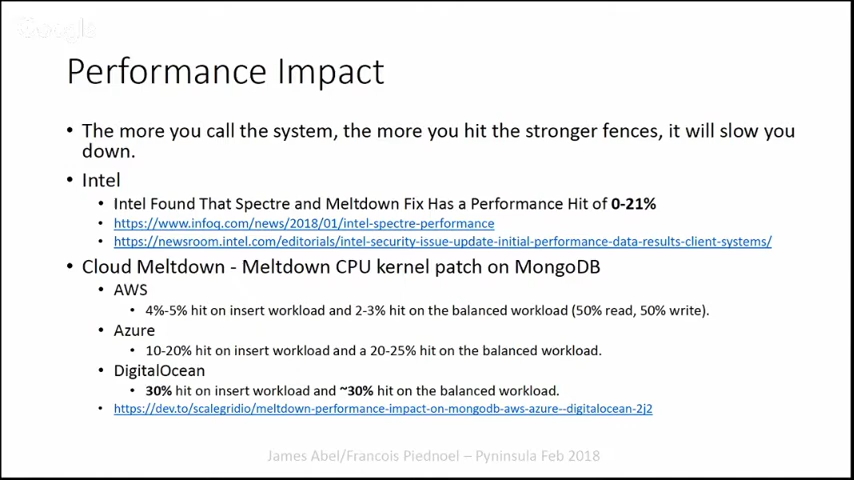 Google
Performance Impact
• The more you call the system, the more you hit the stronger fences, it will slow you
down.
• Intel
• Intel Found That Spectre and Meltdown Fix Has a Performance Hit of 0-21%
• https://www.infoq.com/news/2018/01/intel-spectre-performance
• https://newsroom.intel.com/editorials/intel-security-issue-update-initial-performance-data-results-client-systems/
• Cloud Meltdown - Meltdown CPU kernel patch on MongoDB
• AWS
• 4%-5% hit on insert workload and 2-3% hit on the balanced workload (50% read, 50% write).
• Azure
• 10-20% hit on insert workload and a 20-25% hit on the balanced workload.
• DigitalOcean
• 30% hit on insert workload and ~30% hit on the balanced workload.
• https://dev.to/scalegridio/meltdown-performance-impact-on-mongodb-aws-azure--digitalocean-2j2
James Abel/Francois Piednoel – Pyninsula Feb 2018